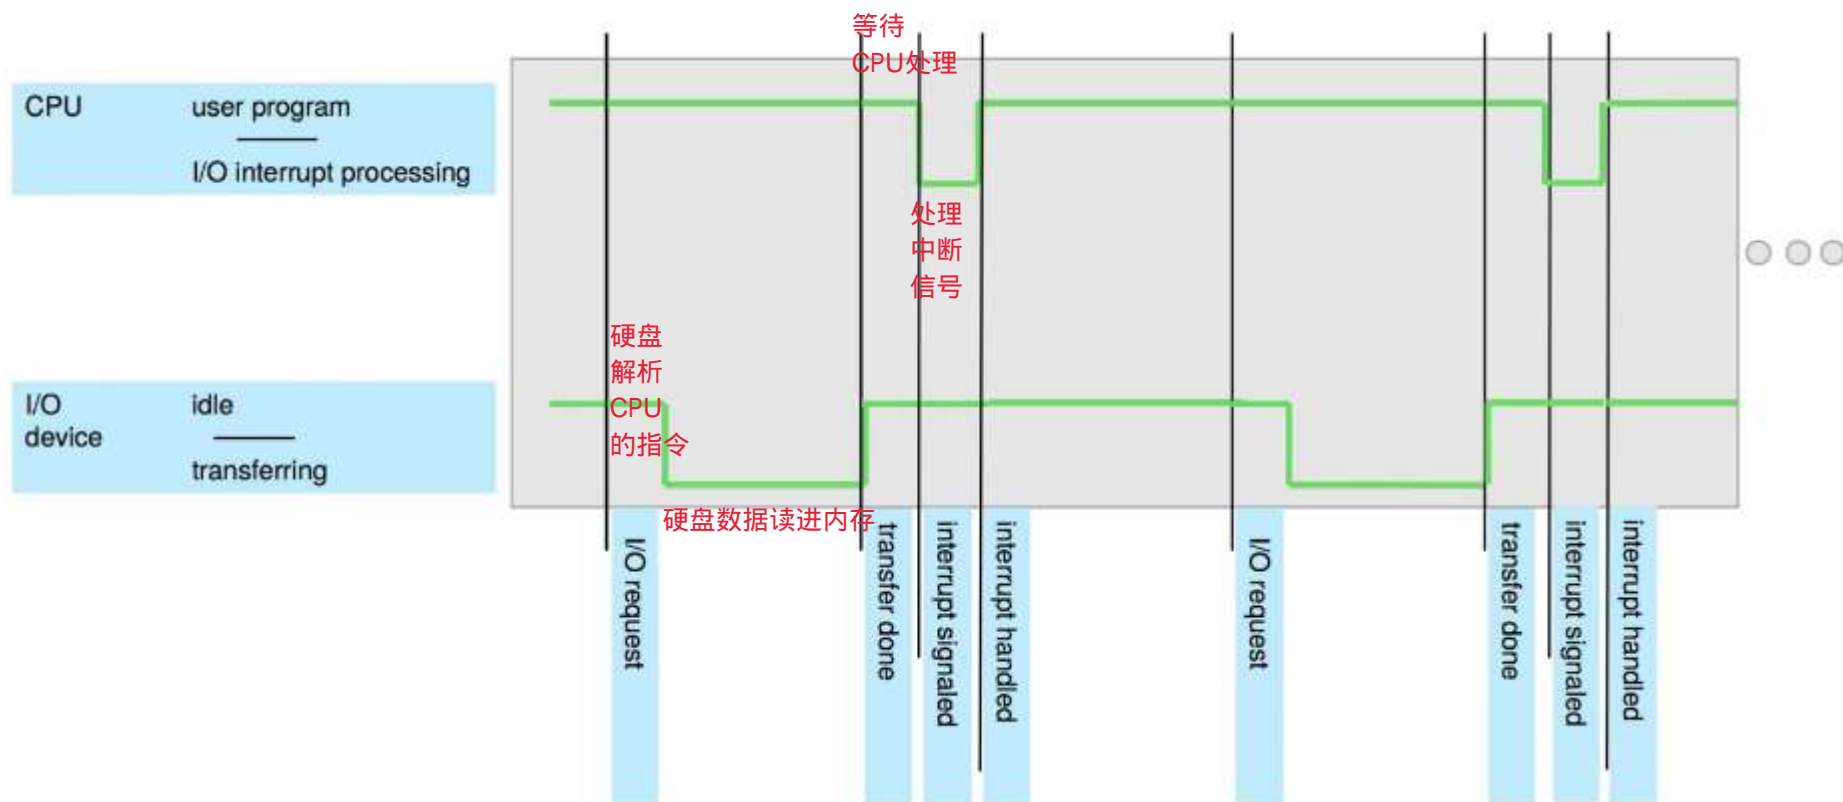 等待
CPU处理
CPU
user program
I/O interrupt processing
处理
中断
信号
硬盘
解析
CPU
的指令
I/O
device
idle
transferring
硬盘数据读进内存
I/O request
transfer done
interrupt signaled
interrupt handled
I/O request
transfer done
interrupt signaled
interrupt handled